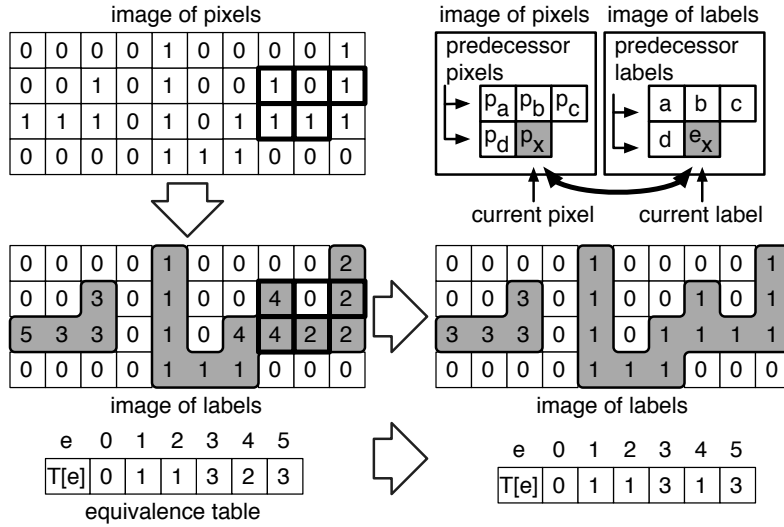 image of pixels
0 0 0 0 1 0 0 0 0 1
0 0 1 0 1 0 0 1 0 1
1 1 1 0 1 0 1 1 1 1
0 0 0 0 1 1 1 0 0 0
image of pixels image of labels
predecessor pixels
p_a p_b p_c
p_d p_x
predecessor labels
a b c
d e_x
current pixel current label
0 0 0 0 1 0 0 0 0 2
0 0 3 0 1 0 0 4 0 2
5 3 3 0 1 0 4 4 2 2
0 0 0 0 1 1 1 0 0 0
image of labels
e 0 1 2 3 4 5
T[e] 0 1 1 3 2 3
equivalence table
0 0 0 0 1 0 0 0 0 1
0 0 3 0 1 0 0 1 0 1
3 3 3 0 1 0 1 1 1 1
0 0 0 0 1 1 1 0 0 0
image of labels
e 0 1 2 3 4 5
T[e] 0 1 1 3 1 3